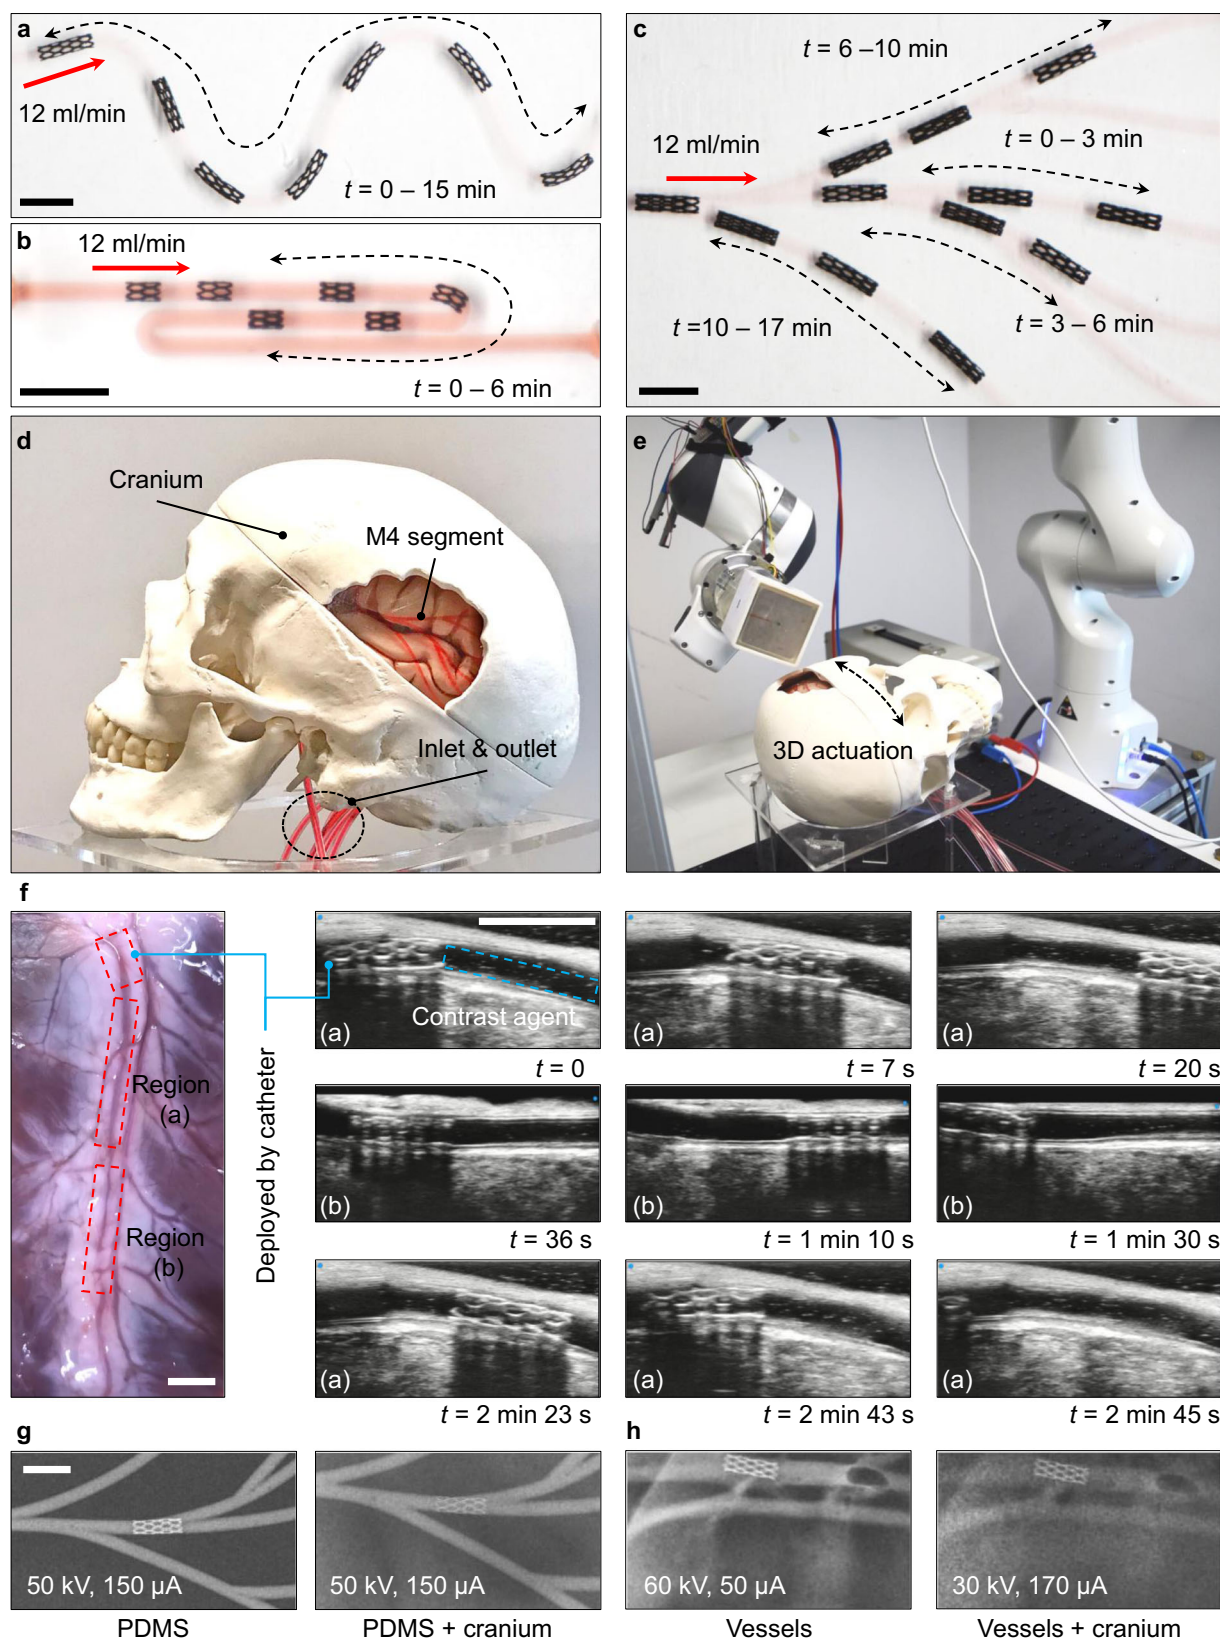 a
12 ml/min
t = 0 – 15 min
b
12 ml/min
t = 0 – 6 min
c
t = 6 –10 min
12 ml/min
t = 0 – 3 min
t =10 – 17 min
t = 3 – 6 min
d
Cranium
M4 segment
Inlet & outlet
e
3D actuation
f
Region
(a)
Region
(b)
Deployed by catheter
Contrast agent
(a)
t = 0
(a)
t = 7 s
(a)
t = 20 s
(b)
t = 36 s
(b)
t = 1 min 10 s
(b)
t = 1 min 30 s
(a)
t = 2 min 23 s
(a)
t = 2 min 43 s
(a)
t = 2 min 45 s
g
50 kV, 150 μA
PDMS
50 kV, 150 μA
PDMS + cranium
h
60 kV, 50 μA
Vessels
30 kV, 170 μA
Vessels + cranium